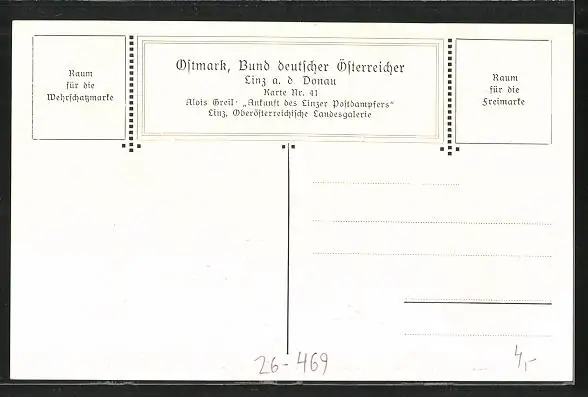 Raum
für die
Wehrschatzmarke
Ostmark, Bund deutscher Österreicher
Linz a. d. Donau
Karte Nr. 41
Alois Greil · „Ankunft des Linzer Postdampfers“
Linz, Oberösterreichische Landesgalerie
Raum
für die
Freimarke
26-469
4,-